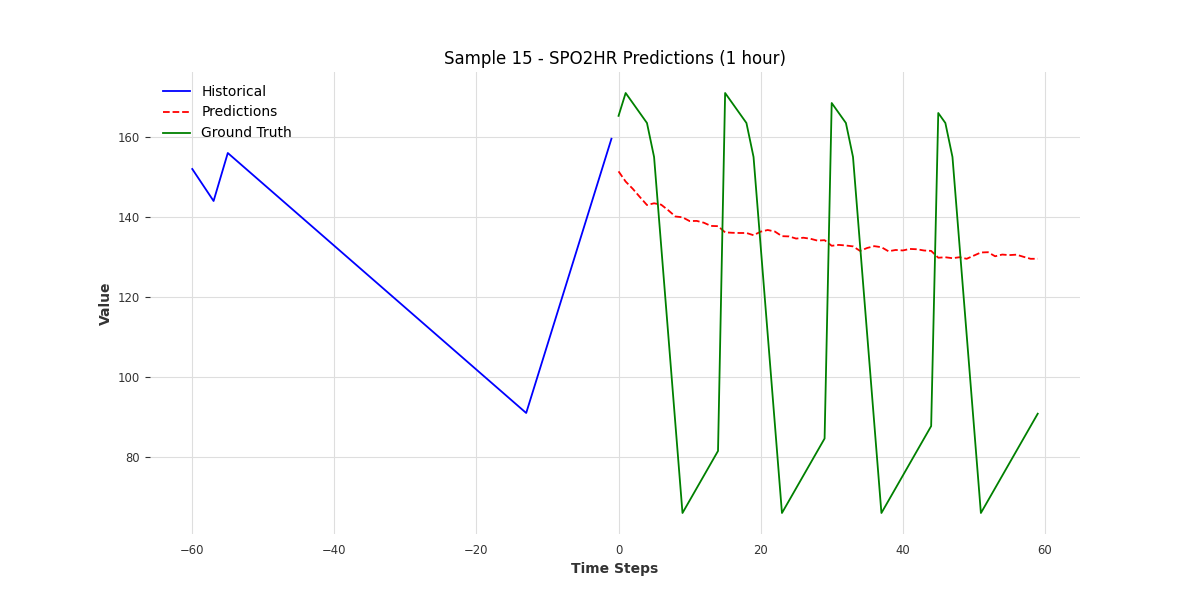 Sample 15 - SPO2HR Predictions (1 hour)
Historical
Predictions
Ground Truth
160
140
120
100
80
Value
−60
−40
−20
0
20
40
60
Time Steps